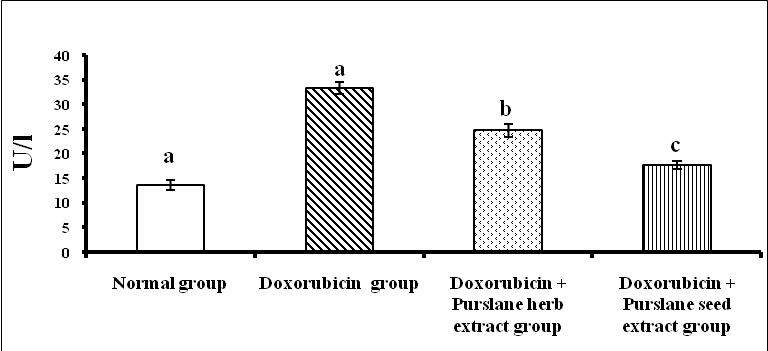 U/l
40
35
30
25
20
15
10
5
0
a
a
b
c
Normal group
Doxorubicin group
Doxorubicin +
Purslane herb
extract group
Doxorubicin +
Purslane seed
extract group